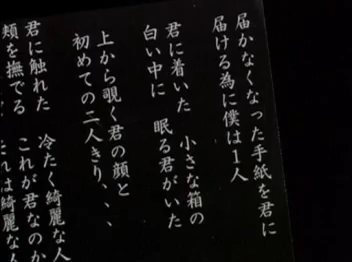 届かなくなった手紙を君に
届ける為に僕は1人
君に着いた 小さな箱の
白い中に 眠る君がいた
上から覗く君の顔と
初めての二人きり、、、
君に触れた 冷たく綺麗な人
頬を撫でる これが君なのか